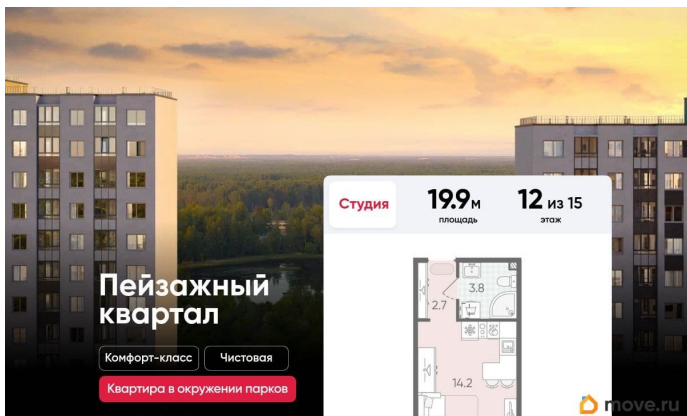 Студия
19.9 м
площадь
12 из 15
этаж
Пейзажный
квартал
Комфорт-класс
Чистовая
Квартира в окружении парков
2.7
3.8
14.2
move.ru